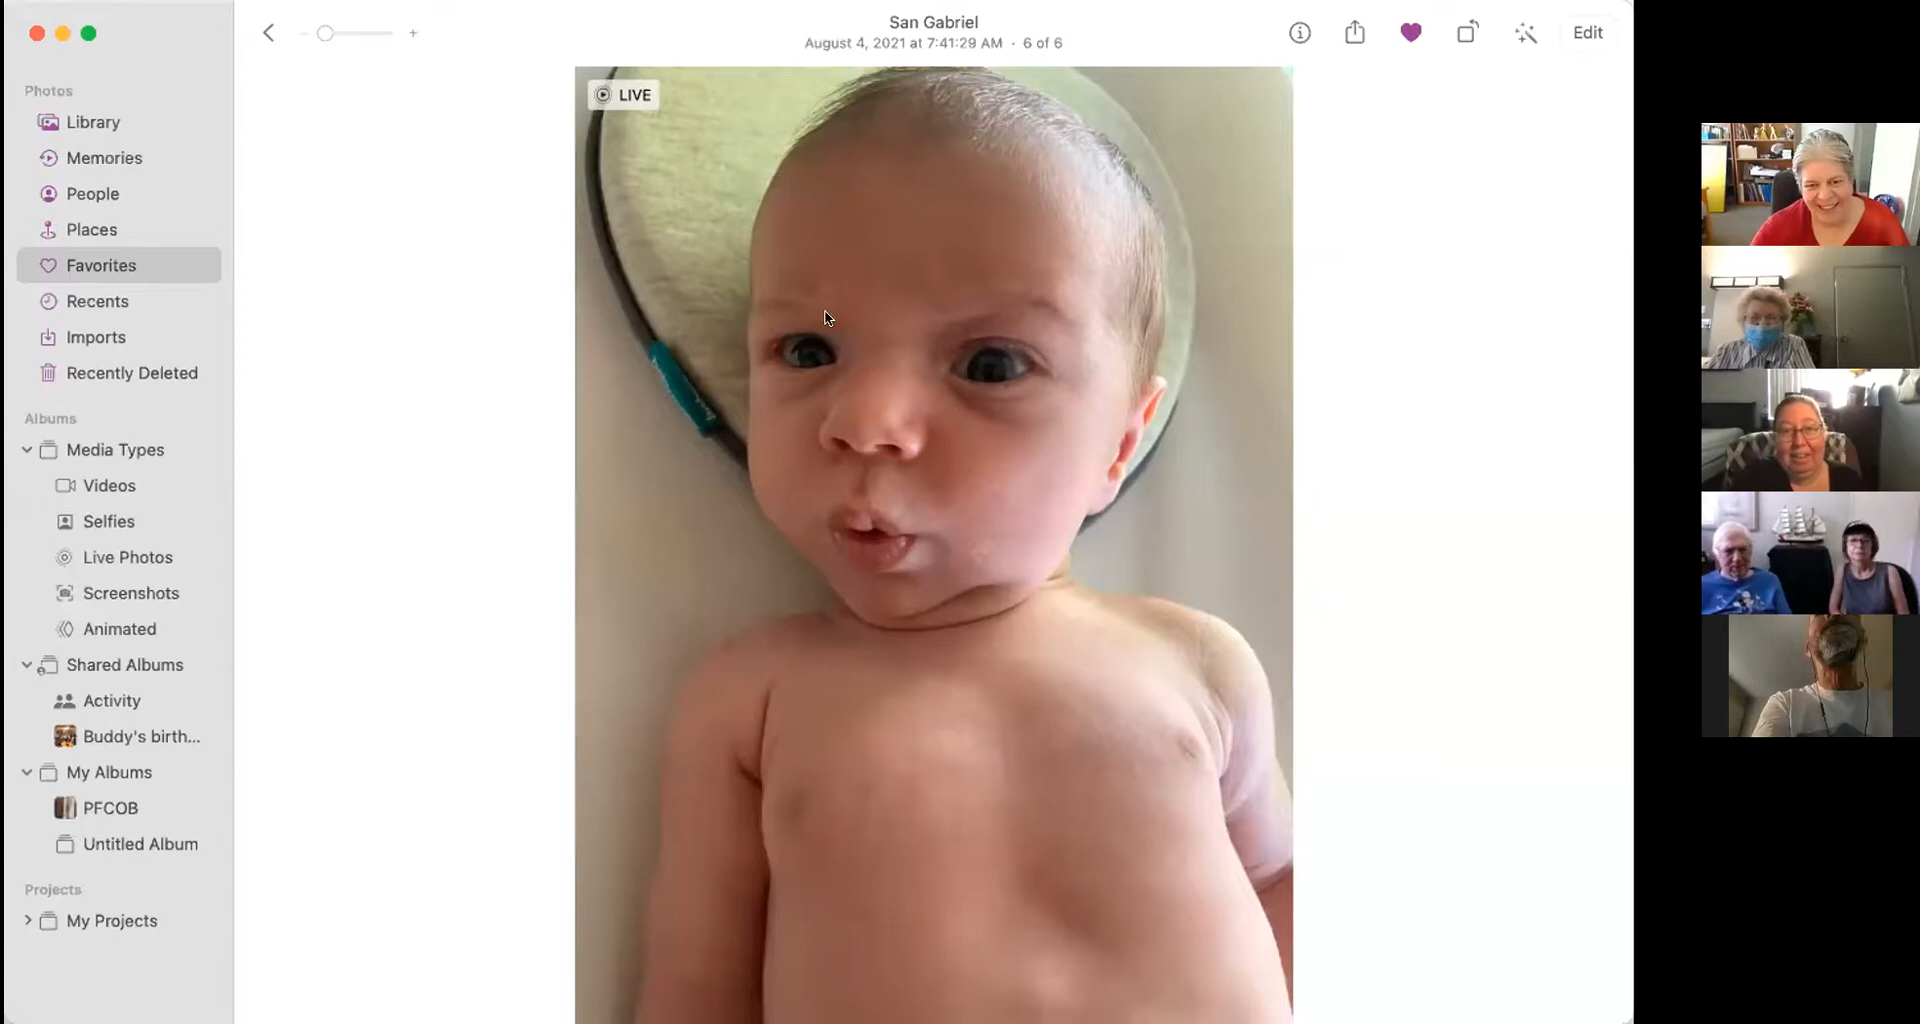 San Gabriel
August 4, 2021 at 7:41:29 AM · 6 of 6
Edit
Photos
Library
Memories
People
Places
Favorites
Recents
Imports
Recently Deleted
Albums
Media Types
Videos
Selfies
Live Photos
Screenshots
Animated
Shared Albums
Activity
Buddy's birth...
My Albums
PFCOB
Untitled Album
Projects
My Projects
LIVE